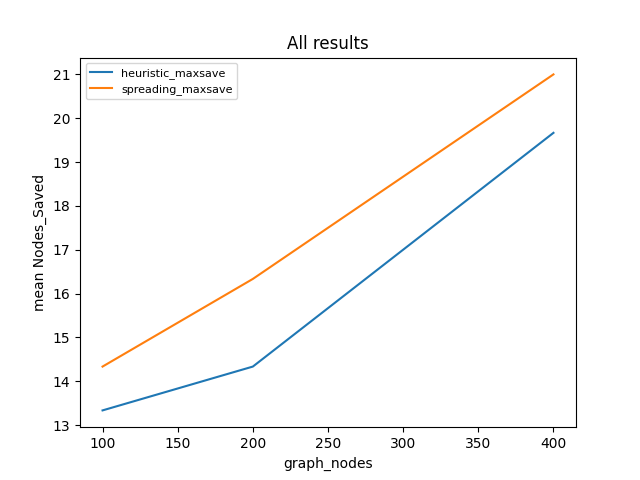 All results
heuristic_maxsave
spreading_maxsave
mean Nodes_Saved
21
20
19
18
17
16
15
14
13
100 150 200 250 300 350 400
graph_nodes